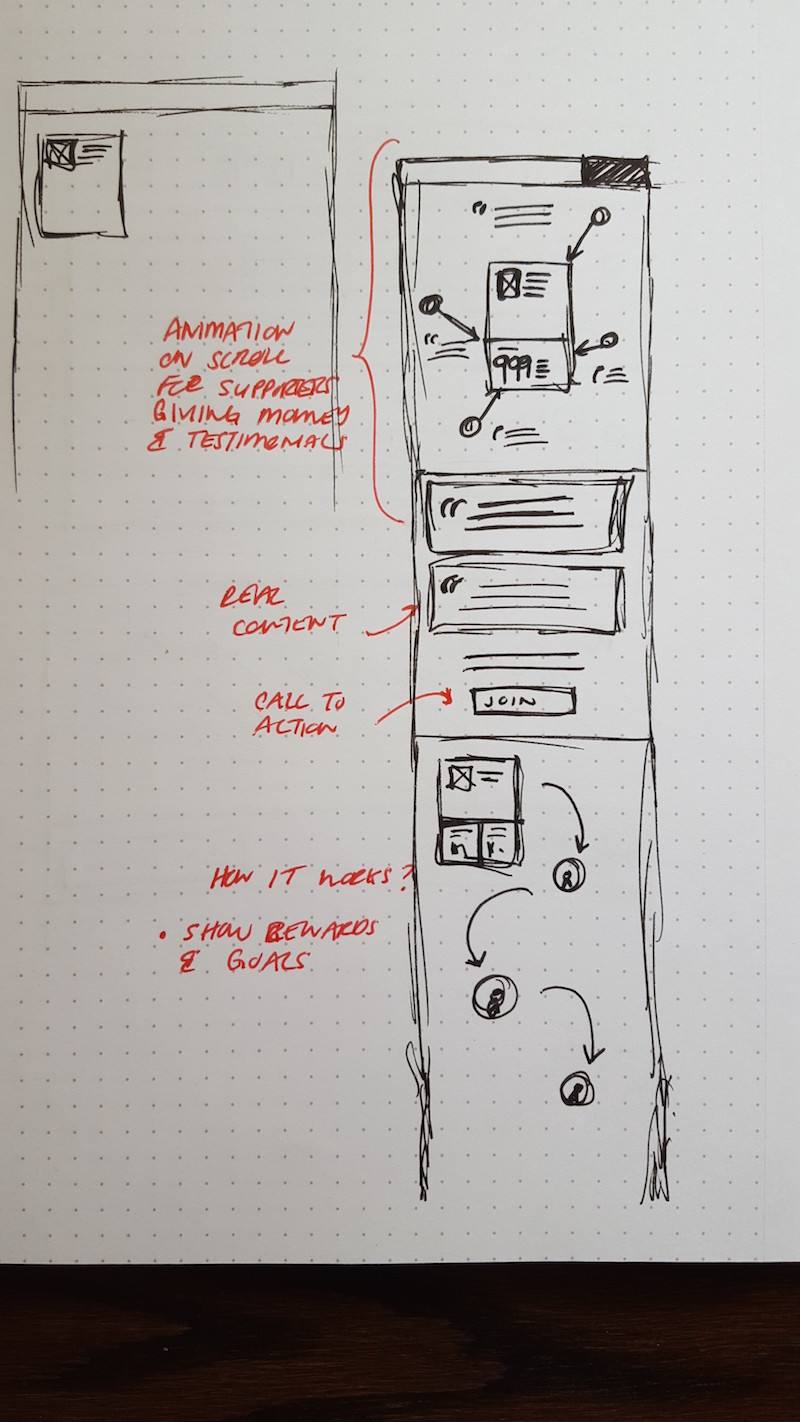 ANIMATION
ON SCROLL
FOR SUPPORTERS
GIVING MONEY
& TESTIMONIALS
999
REAL
CONTENT
CALL TO
ACTION
JOIN
HOW IT WORKS?
• SHOW REWARDS
& GOALS